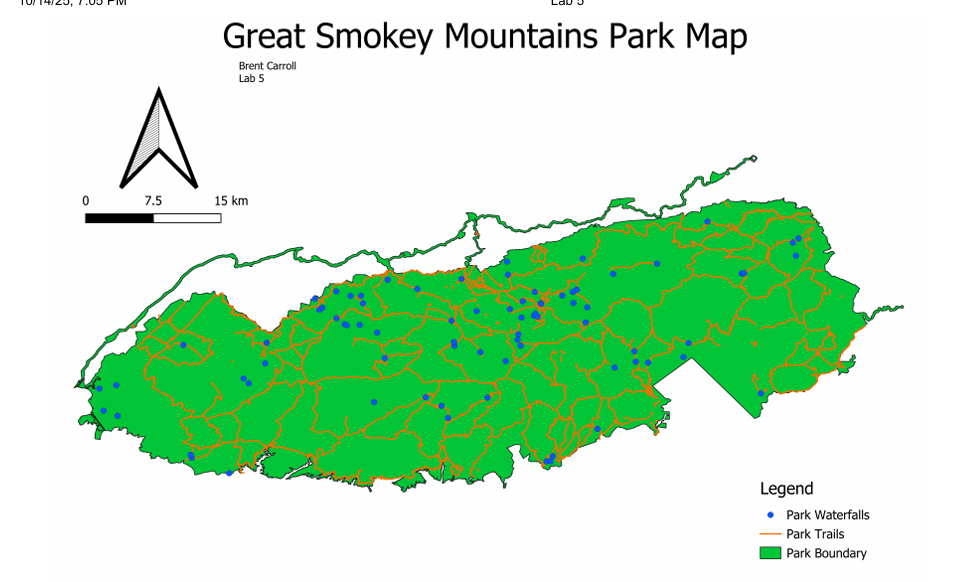 10/14/25, 7:05 PM
Lab 5
Great Smokey Mountains Park Map
Brent Carroll
Lab 5
0 7.5 15 km
Legend
Park Waterfalls
Park Trails
Park Boundary